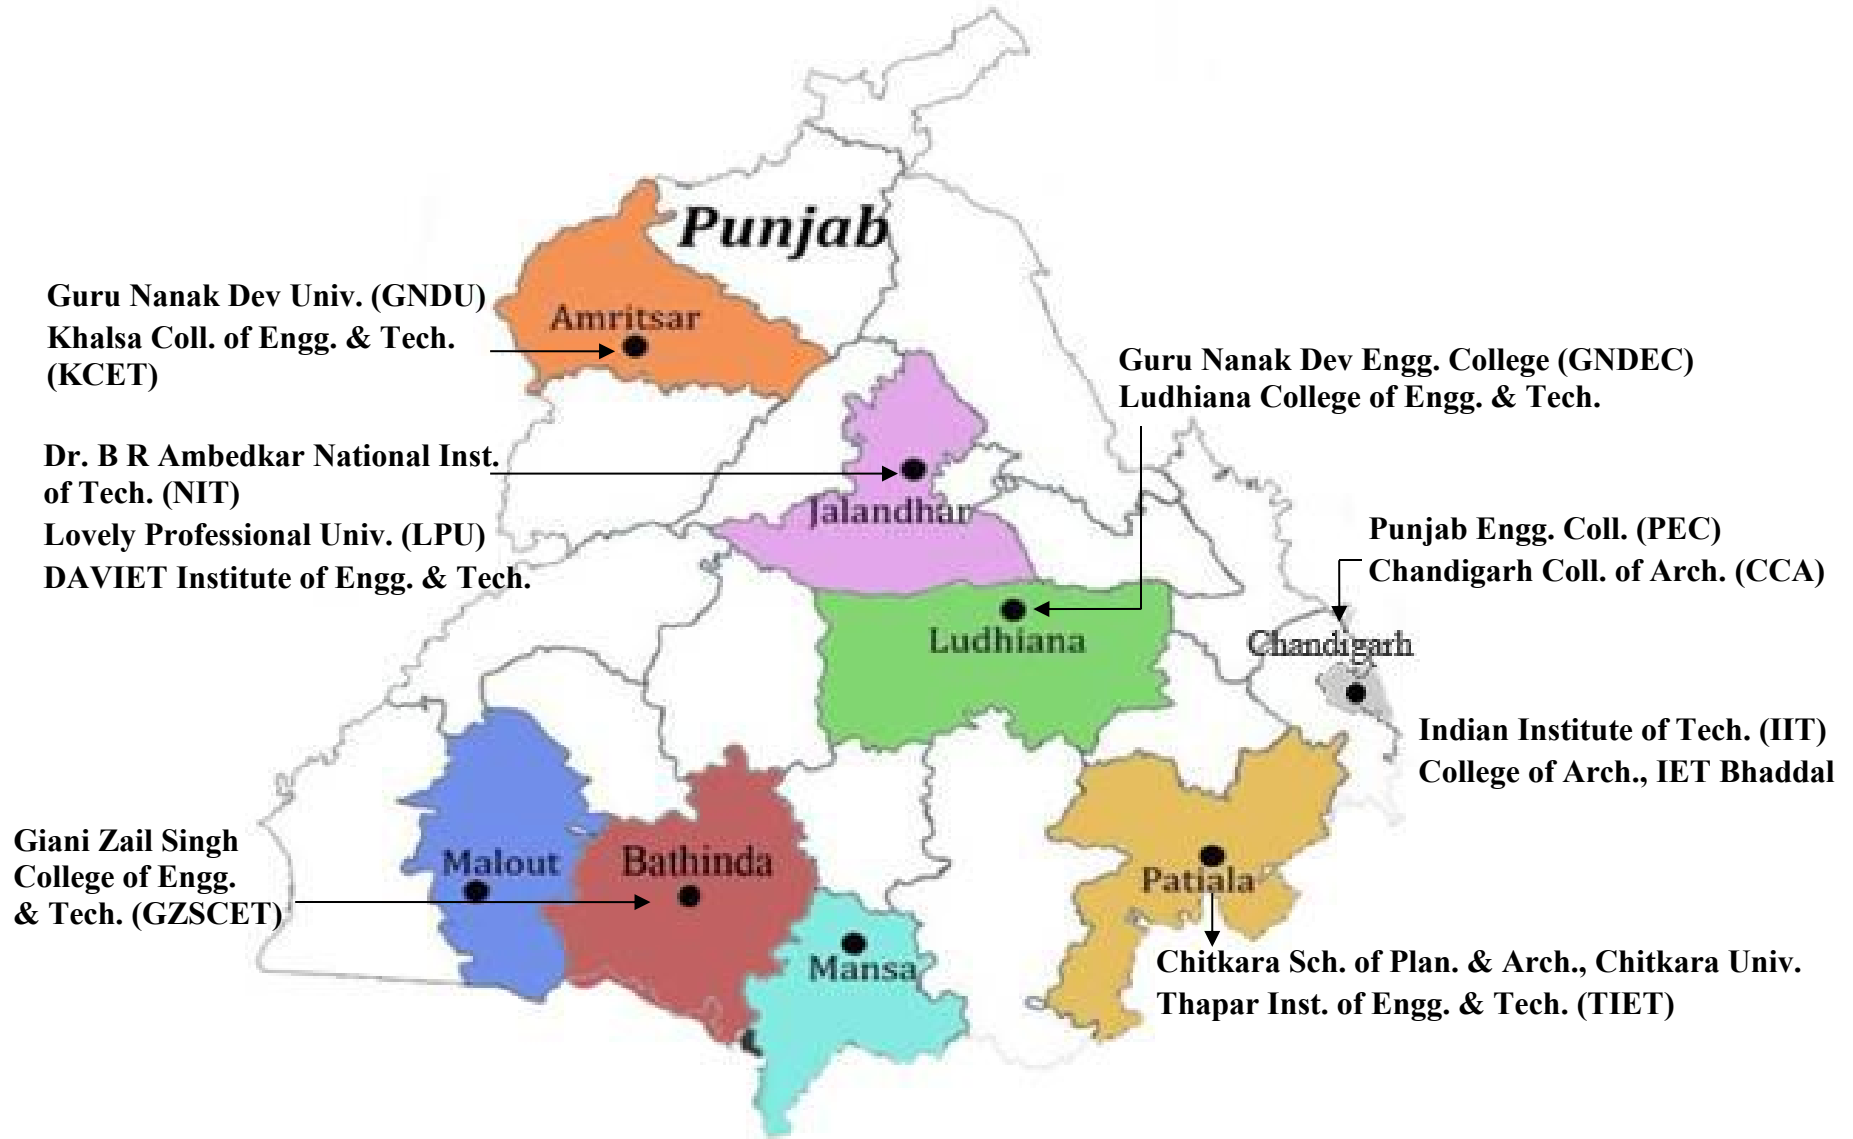 Punjab
Guru Nanak Dev Univ. (GNDU)
Khalsa Coll. of Engg. & Tech.
(KCET)
Amritsar
Guru Nanak Dev Engg. College (GNDEC)
Ludhiana College of Engg. & Tech.
Dr. B R Ambedkar National Inst.
of Tech. (NIT)
Lovely Professional Univ. (LPU)
DAVIET Institute of Engg. & Tech.
Jalandhar
Punjab Engg. Coll. (PEC)
Chandigarh Coll. of Arch. (CCA)
Ludhiana
Chandigarh
Indian Institute of Tech. (IIT)
College of Arch., IET Bhaddal
Giani Zail Singh
College of Engg.
& Tech. (GZSCET)
Malout
Bathinda
Patiala
Mansa
Chitkara Sch. of Plan. & Arch., Chitkara Univ.
Thapar Inst. of Engg. & Tech. (TIET)